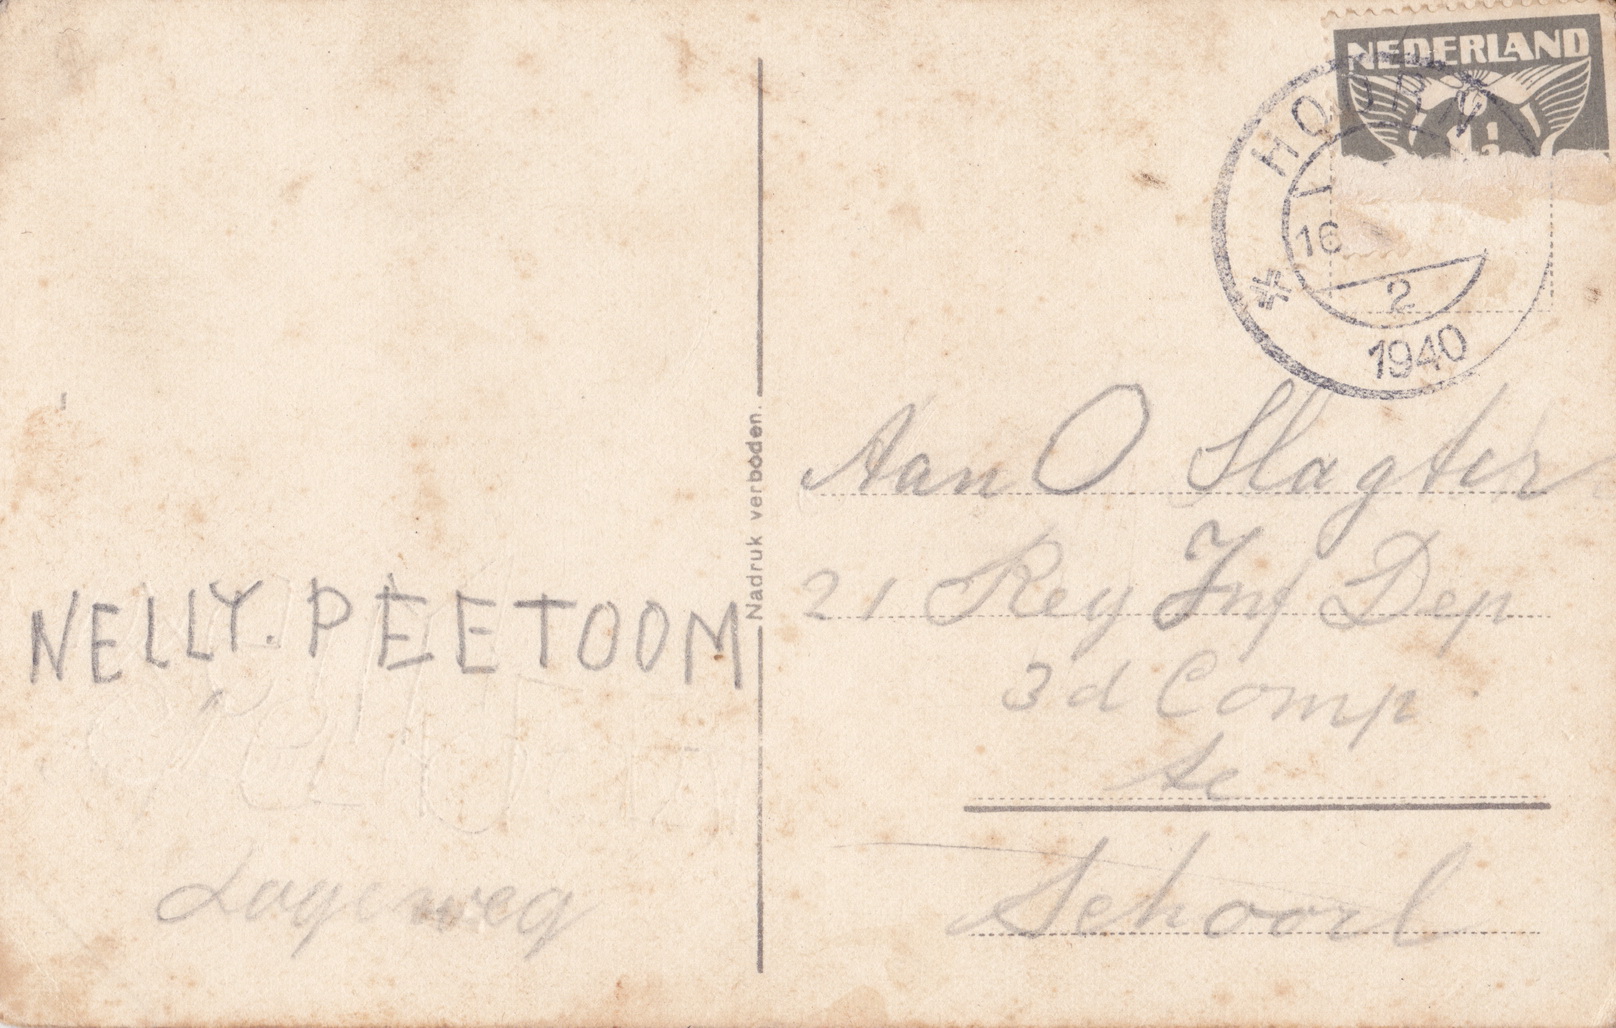 NEDERLAND
HOORN
16
2
1940
Nadruk verboden.
NELLY. PEETOOM
Lageweg
Aan O Slagter
21 Reg Inf Dep
3d Comp
te
Schoorl